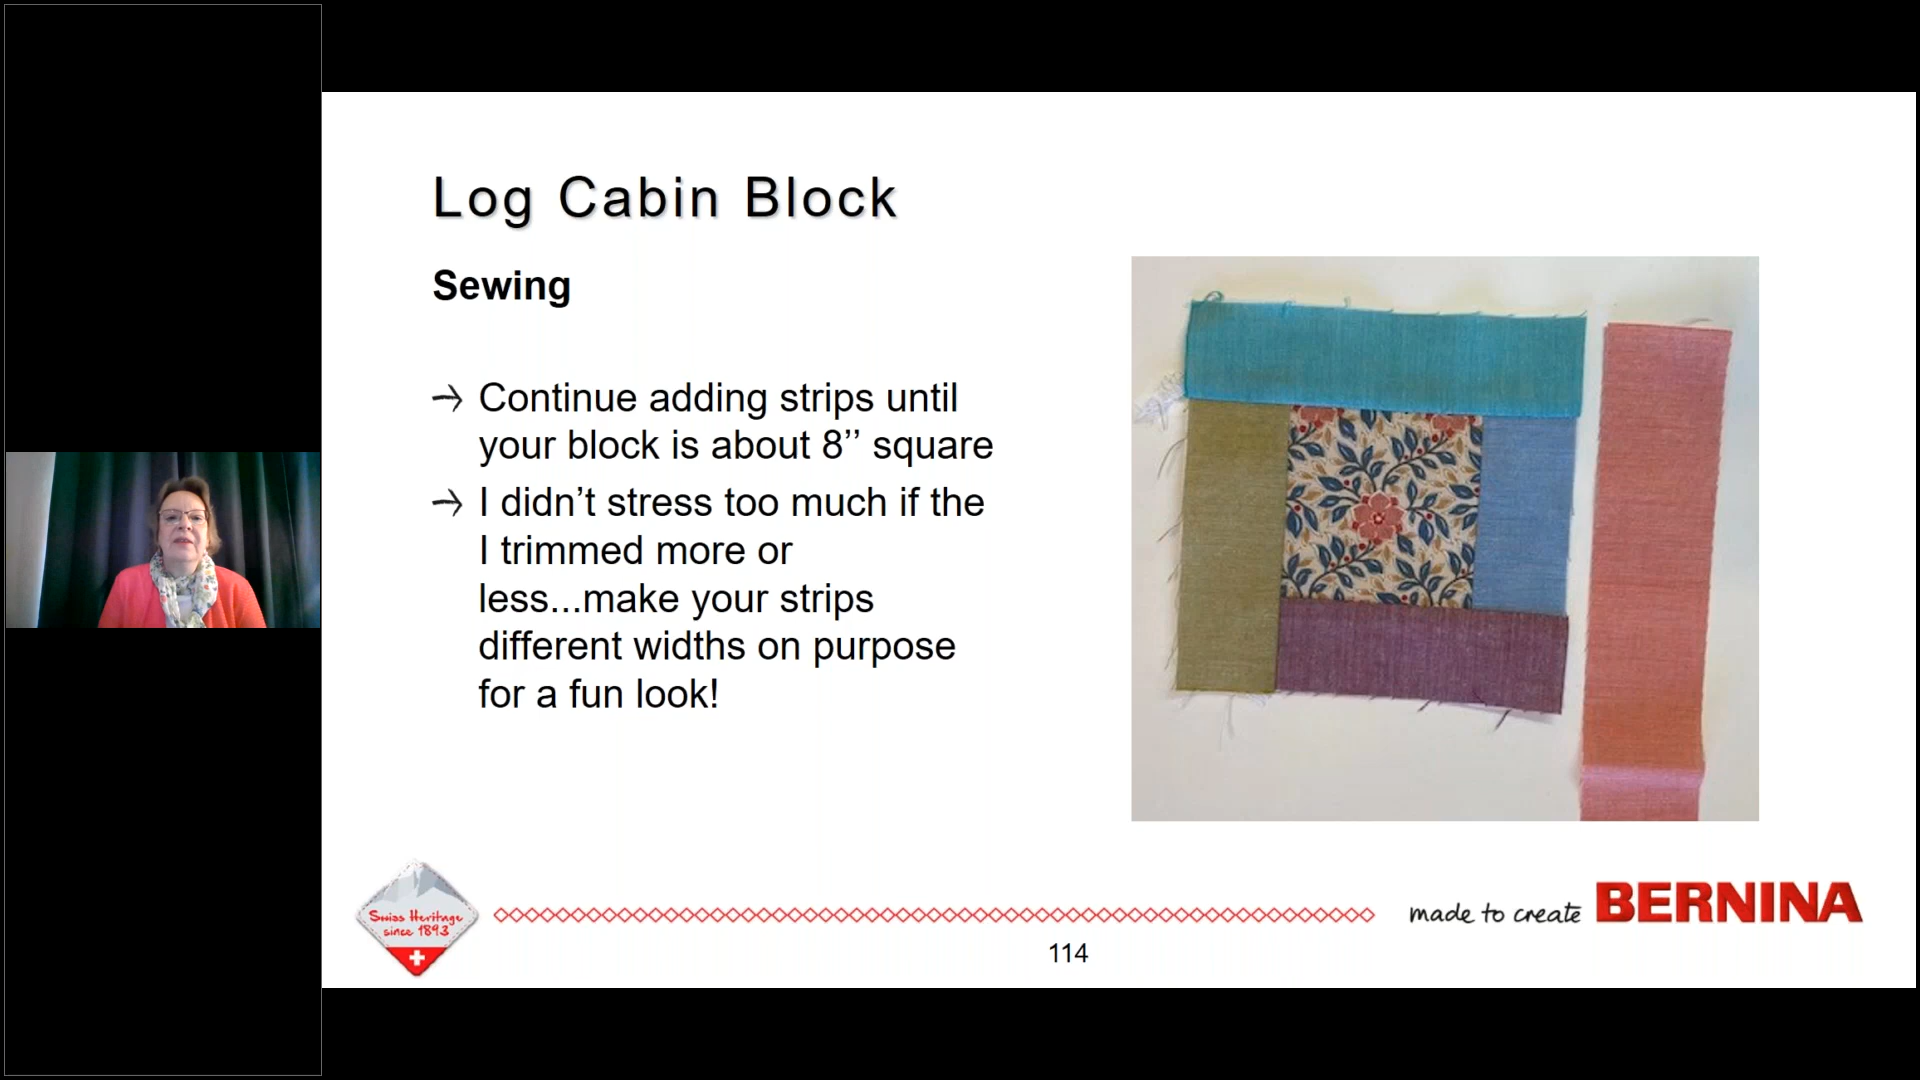 Log Cabin Block
Sewing
→ Continue adding strips until
your block is about 8’’ square
→ I didn’t stress too much if the
I trimmed more or
less...make your strips
different widths on purpose
for a fun look!
Swiss Heritage
since 1893
made to create BERNINA
114